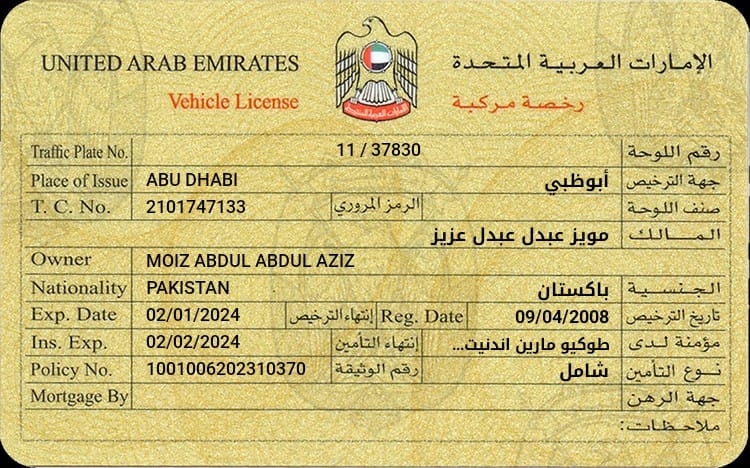 UNITED ARAB EMIRATES الإمارات العربية المتحدة
Vehicle License رخصة مركبة
Traffic Plate No. 11 / 37830 رقم اللوحة
Place of Issue ABU DHABI أبوظبي جهة الترخيص
T. C. No. 2101747133 الرمز المروري صنف اللوحة
مويز عبدل عبدل عزيز المالك
Owner MOIZ ABDUL ABDUL AZIZ
Nationality PAKISTAN باكستان الجنسية
Exp. Date 02/01/2024 إنتهاء الترخيص Reg. Date 09/04/2008 تاريخ الترخيص
Ins. Exp. 02/02/2024 إنتهاء التأمين طوكيو مارين اندنيت... مؤمنة لدى
Policy No. 1001006202310370 رقم الوثيقة شامل نوع التأمين
Mortgage By جهة الرهن
ملاحظات: